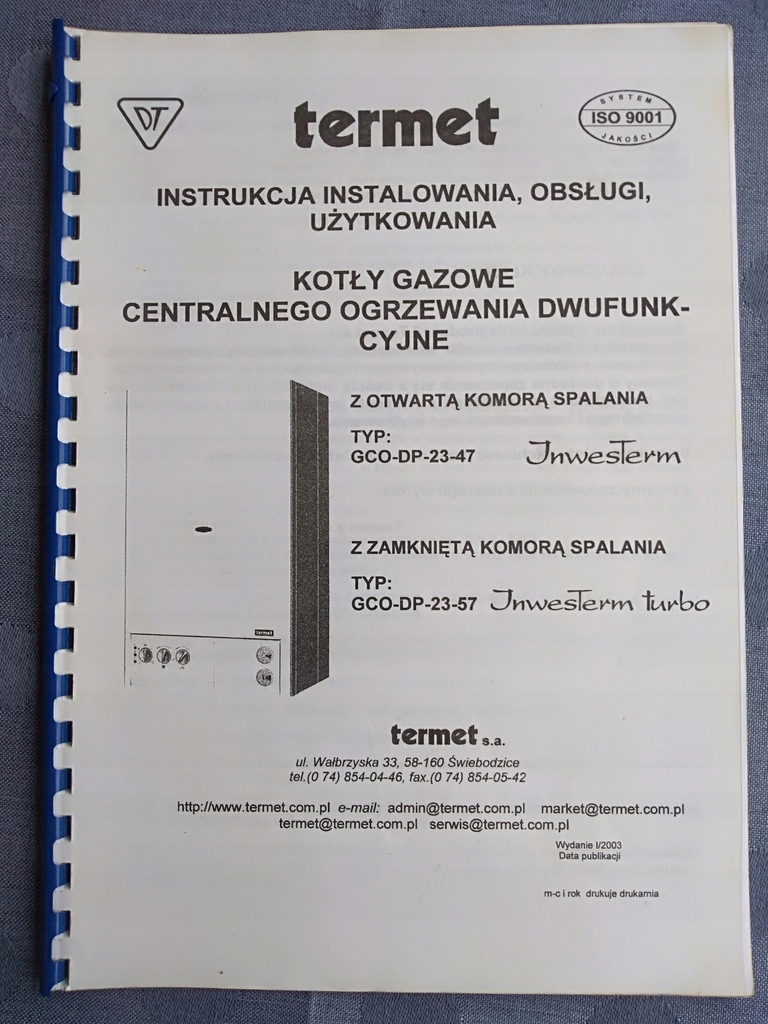 DT
termet
SYSTEM
ISO 9001
JAKOŚCI
INSTRUKCJA INSTALOWANIA, OBSŁUGI,
UŻYTKOWANIA
KOTŁY GAZOWE
CENTRALNEGO OGRZEWANIA DWUFUNK-
CYJNE
Z OTWARTĄ KOMORĄ SPALANIA
TYP:
GCO-DP-23-47 InwesTerm
Z ZAMKNIĘTĄ KOMORĄ SPALANIA
TYP:
GCO-DP-23-57 InwesTerm turbo
termet
termet s.a.
ul. Wałbrzyska 33, 58-160 Świebodzice
tel.(0 74) 854-04-46, fax.(0 74) 854-05-42
http://www.termet.com.pl e-mail: admin@termet.com.pl market@termet.com.pl
termet@termet.com.pl serwis@termet.com.pl
Wydanie I/2003
Data publikacji
m-c i rok drukuje drukarnia